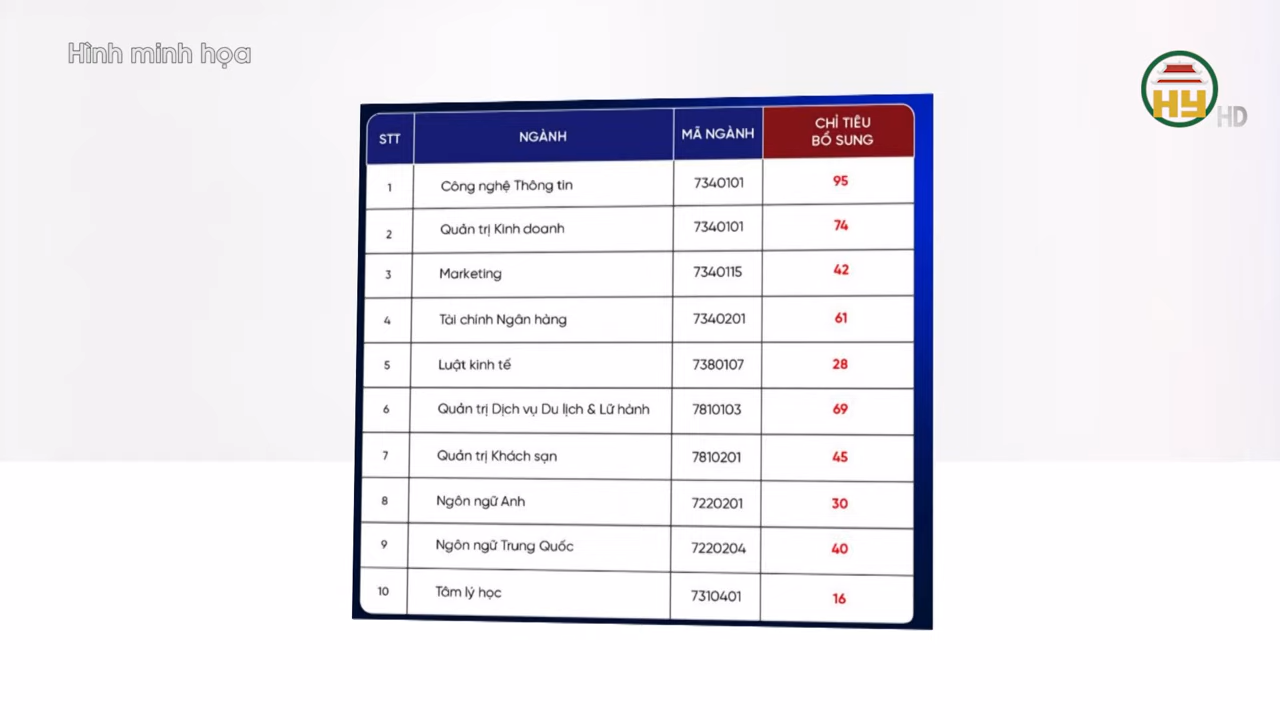 Hình minh họa
HY
HD
STT NGÀNH MÃ NGÀNH CHỈ TIÊU BỔ SUNG
1 Công nghệ Thông tin 7340101 95
2 Quản trị Kinh doanh 7340101 74
3 Marketing 7340115 42
4 Tài chính Ngân hàng 7340201 61
5 Luật kinh tế 7380107 28
6 Quản trị Dịch vụ Du lịch & Lữ hành 7810103 69
7 Quản trị Khách sạn 7810201 45
8 Ngôn ngữ Anh 7220201 30
9 Ngôn ngữ Trung Quốc 7220204 40
10 Tâm lý học 7310401 16